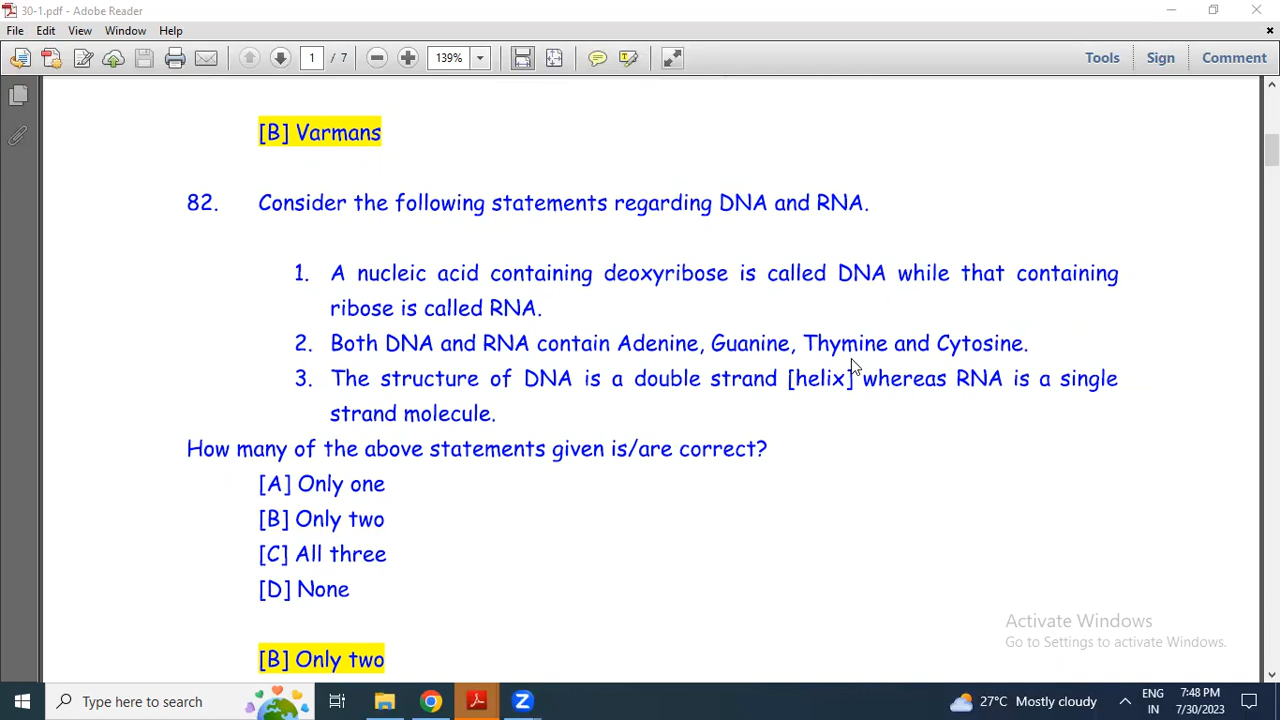 30-1.pdf - Adobe Reader
File Edit View Window Help
1 / 7 139% Tools Sign Comment
[B] Varmans
82. Consider the following statements regarding DNA and RNA.
1. A nucleic acid containing deoxyribose is called DNA while that containing
ribose is called RNA.
2. Both DNA and RNA contain Adenine, Guanine, Thymine and Cytosine.
3. The structure of DNA is a double strand [helix] whereas RNA is a single
strand molecule.
How many of the above statements given is/are correct?
[A] Only one
[B] Only two
[C] All three
[D] None
Activate Windows
Go to Settings to activate Windows.
[B] Only two
Type here to search 27°C Mostly cloudy ENG IN 7:48 PM 7/30/2023